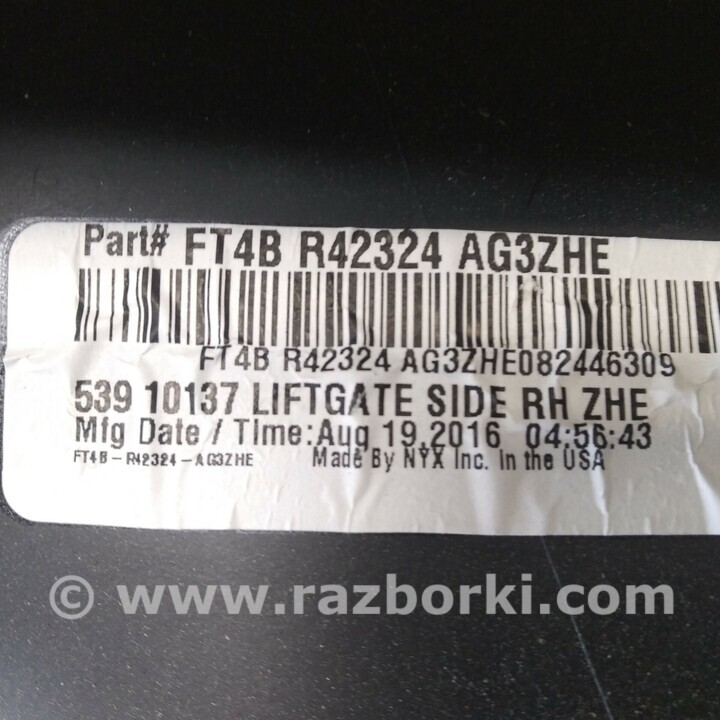 Part# FT4B R42324 AG3ZHE
FT4B R42324 AG3ZHE082446309
539 10137 LIFTGATE SIDE RH ZHE
Mfg Date / Time:Aug 19,2016 04:56:43
FT4B-R42324-AG3ZHE Made By NYX Inc. In the USA
© www.razborki.com